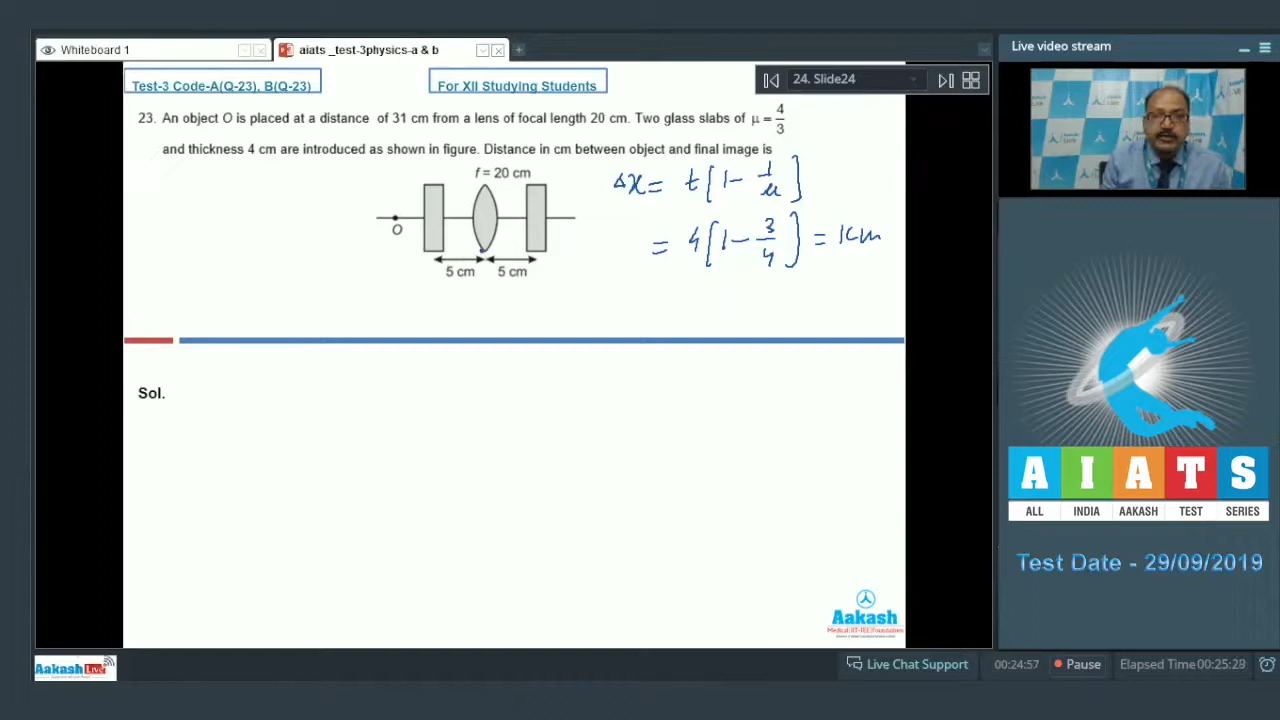 Whiteboard 1
aiats _test-3physics-a & b
Live video stream
Test-3 Code-A(Q-23), B(Q-23)
For XII Studying Students
24. Slide24
23. An object O is placed at a distance of 31 cm from a lens of focal length 20 cm. Two glass slabs of μ = 4/3
and thickness 4 cm are introduced as shown in figure. Distance in cm between object and final image is
f = 20 cm
O
5 cm 5 cm
Δx = t[1 - 1/μ]
= 4[1 - 3/4] = 1cm
Sol.
A I A T S
ALL INDIA AAKASH TEST SERIES
Test Date - 29/09/2019
Aakash
Medical|IIT-JEE|Foundations
Aakash Live
Live Chat Support
00:24:57
Pause
Elapsed Time 00:25:29